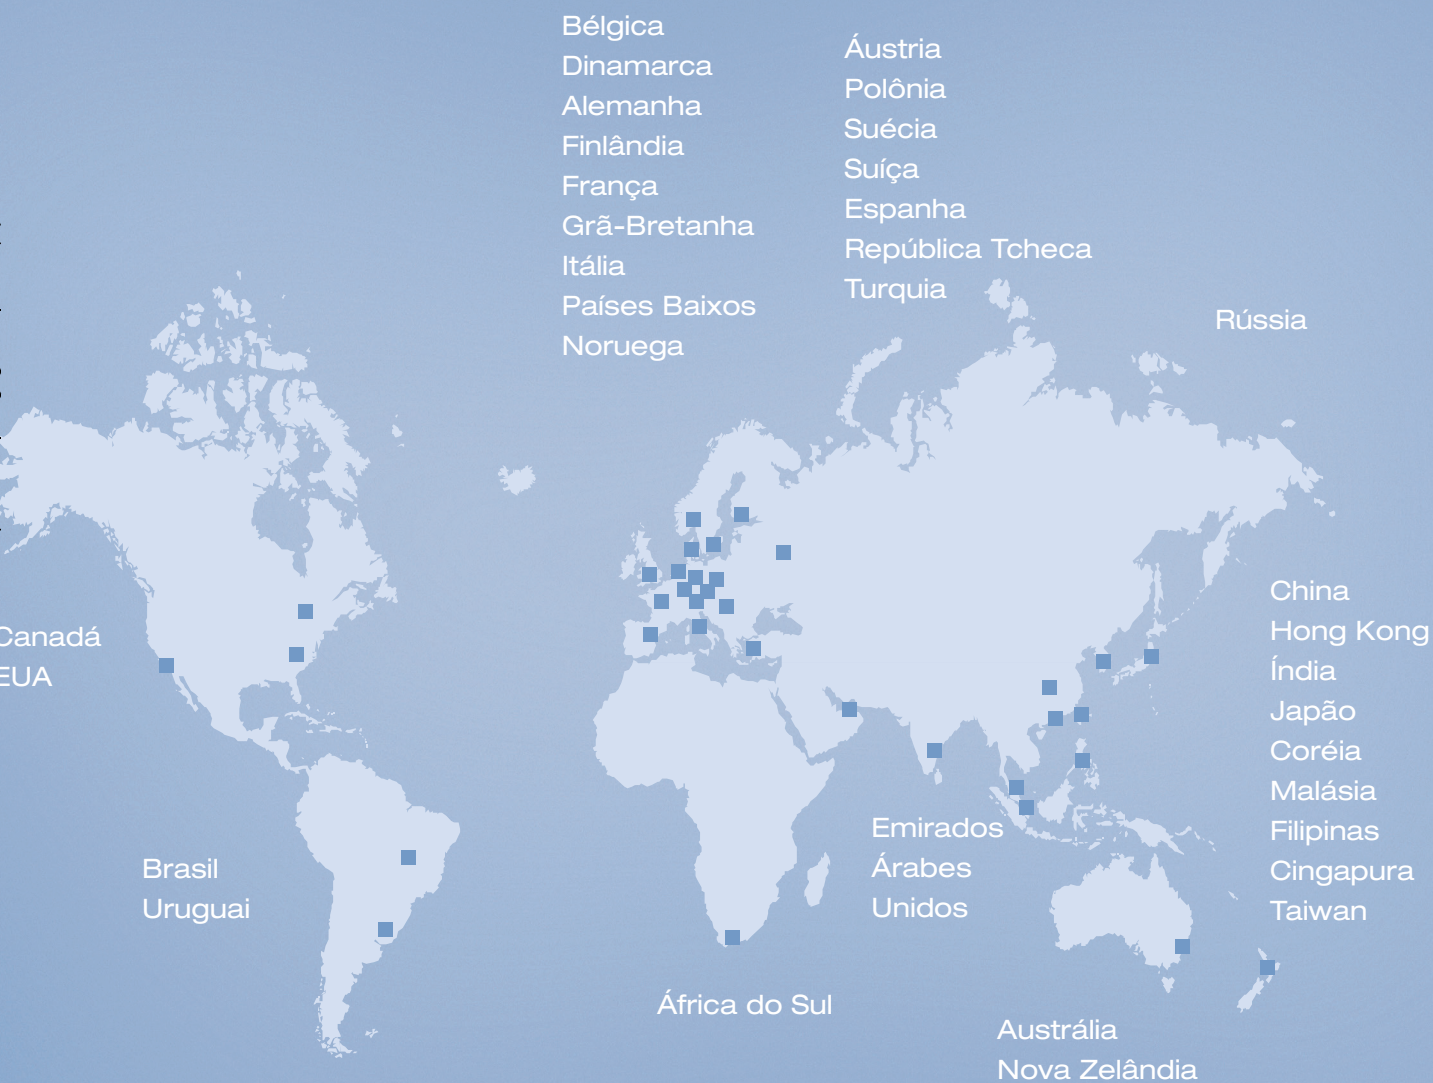 Bélgica
Dinamarca
Alemanha
Finlândia
França
Grã-Bretanha
Itália
Países Baixos
Noruega
Áustria
Polônia
Suécia
Suíça
Espanha
República Tcheca
Turquia
Rússia
Canadá
EUA
China
Hong Kong
Índia
Japão
Coréia
Malásia
Filipinas
Cingapura
Taiwan
Brasil
Uruguai
Emirados
Árabes
Unidos
África do Sul
Austrália
Nova Zelândia